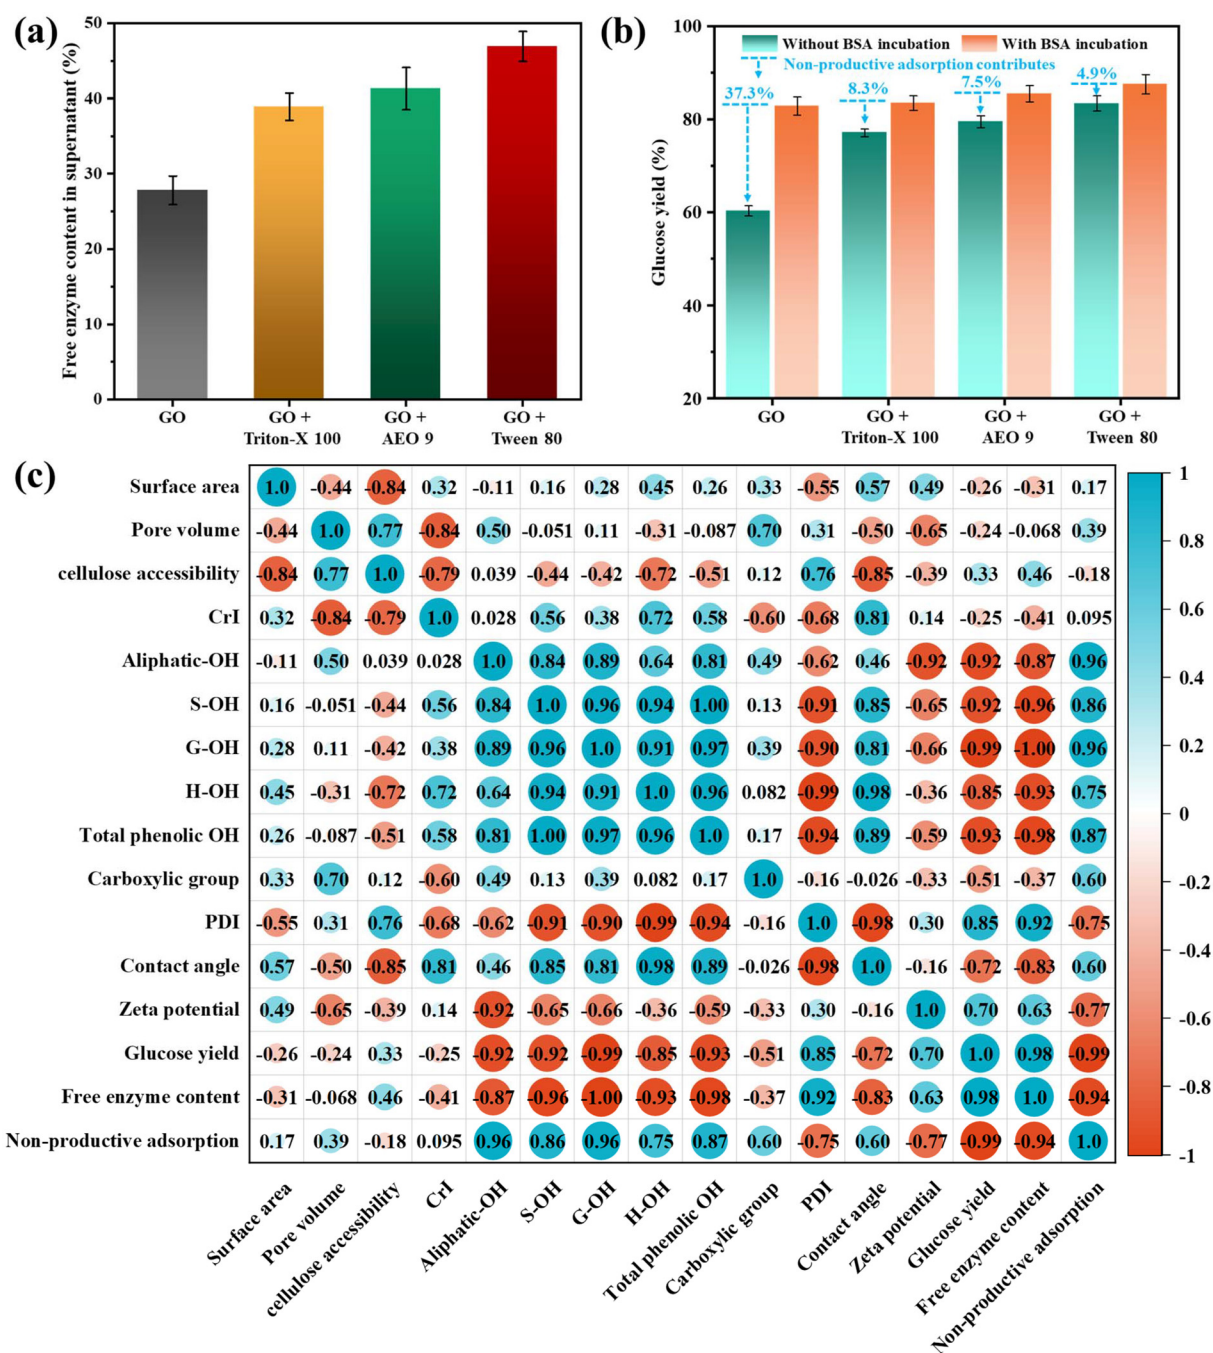 (a)
50
40
30
20
10
0
Free enzyme content in supernatant (%)
GO
GO +
Triton-X 100
GO +
AEO 9
GO +
Tween 80
(b)
100
80
60
40
20
Glucose yield (%)
Without BSA incubation
With BSA incubation
Non-productive adsorption contributes
37.3%
8.3%
7.5%
4.9%
GO
GO +
Triton-X 100
GO +
AEO 9
GO +
Tween 80
(c)
Surface area 1.0 -0.44 -0.84 0.32 -0.11 0.16 0.28 0.45 0.26 0.33 -0.55 0.57 0.49 -0.26 -0.31 0.17
Pore volume -0.44 1.0 0.77 -0.84 0.50 -0.051 0.11 -0.31 -0.087 0.70 0.31 -0.50 -0.65 -0.24 -0.068 0.39
cellulose accessibility -0.84 0.77 1.0 -0.79 0.039 -0.44 -0.42 -0.72 -0.51 0.12 0.76 -0.85 -0.39 0.33 0.46 -0.18
CrI 0.32 -0.84 -0.79 1.0 0.028 0.56 0.38 0.72 0.58 -0.60 -0.68 0.81 0.14 -0.25 -0.41 0.095
Aliphatic-OH -0.11 0.50 0.039 0.028 1.0 0.84 0.89 0.64 0.81 0.49 -0.62 0.46 -0.92 -0.92 -0.87 0.96
S-OH 0.16 -0.051 -0.44 0.56 0.84 1.0 0.96 0.94 1.00 0.13 -0.91 0.85 -0.65 -0.92 -0.96 0.86
G-OH 0.28 0.11 -0.42 0.38 0.89 0.96 1.0 0.91 0.97 0.39 -0.90 0.81 -0.66 -0.99 -1.00 0.96
H-OH 0.45 -0.31 -0.72 0.72 0.64 0.94 0.91 1.0 0.96 0.082 -0.99 0.98 -0.36 -0.85 -0.93 0.75
Total phenolic OH 0.26 -0.087 -0.51 0.58 0.81 1.00 0.97 0.96 1.0 0.17 -0.94 0.89 -0.59 -0.93 -0.98 0.87
Carboxylic group 0.33 0.70 0.12 -0.60 0.49 0.13 0.39 0.082 0.17 1.0 -0.16 -0.026 -0.33 -0.51 -0.37 0.60
PDI -0.55 0.31 0.76 -0.68 -0.62 -0.91 -0.90 -0.99 -0.94 -0.16 1.0 -0.98 0.30 0.85 0.92 -0.75
Contact angle 0.57 -0.50 -0.85 0.81 0.46 0.85 0.81 0.98 0.89 -0.026 -0.98 1.0 -0.16 -0.72 -0.83 0.60
Zeta potential 0.49 -0.65 -0.39 0.14 -0.92 -0.65 -0.66 -0.36 -0.59 -0.33 0.30 -0.16 1.0 0.70 0.63 -0.77
Glucose yield -0.26 -0.24 0.33 -0.25 -0.92 -0.92 -0.99 -0.85 -0.93 -0.51 0.85 -0.72 0.70 1.0 0.98 -0.99
Free enzyme content -0.31 -0.068 0.46 -0.41 -0.87 -0.96 -1.00 -0.93 -0.98 -0.37 0.92 -0.83 0.63 0.98 1.0 -0.94
Non-productive adsorption 0.17 0.39 -0.18 0.095 0.96 0.86 0.96 0.75 0.87 0.60 -0.75 0.60 -0.77 -0.99 -0.94 1.0
Surface area
Pore volume
cellulose accessibility
CrI
Aliphatic-OH
S-OH
G-OH
H-OH
Total phenolic OH
Carboxylic group
PDI
Contact angle
Zeta potential
Glucose yield
Free enzyme content
Non-productive adsorption
1
0.8
0.6
0.4
0.2
0
-0.2
-0.4
-0.6
-0.8
-1